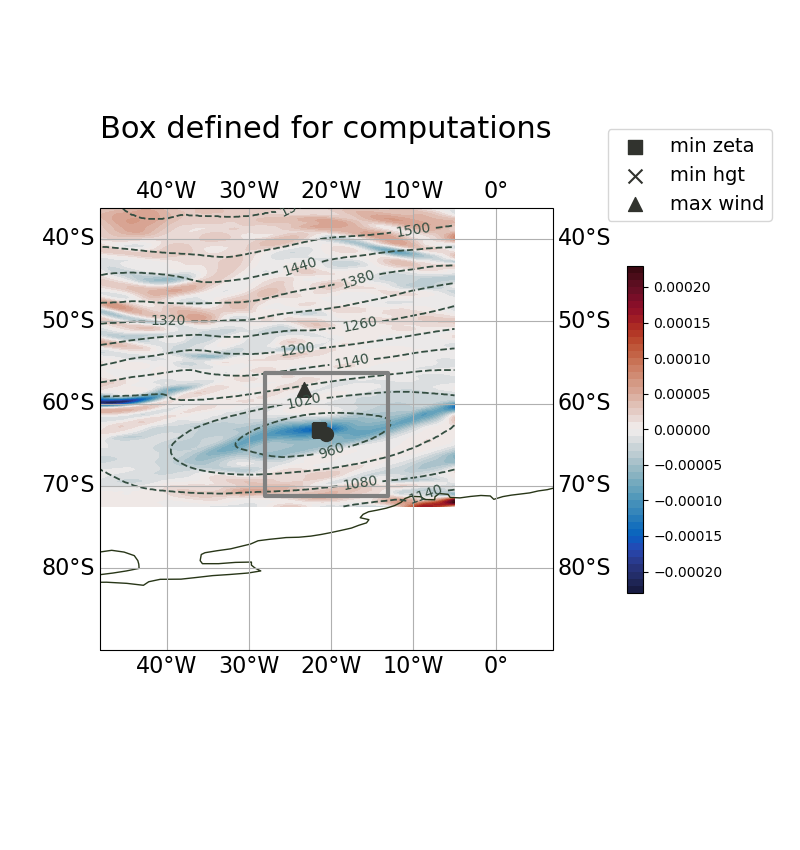 Box defined for computations
min zeta
min hgt
max wind
40°W 30°W 20°W 10°W 0°
40°S 40°S
50°S
60°S 60°S
70°S 70°S
80°S 80°S
50°S
1500
1440
1380
1320
1260
1200
1140
1020
960
1080
1140
40°W 30°W 20°W 10°W 0°
0.00020
0.00015
0.00010
0.00005
0.00000
−0.00005
−0.00010
−0.00015
−0.00020